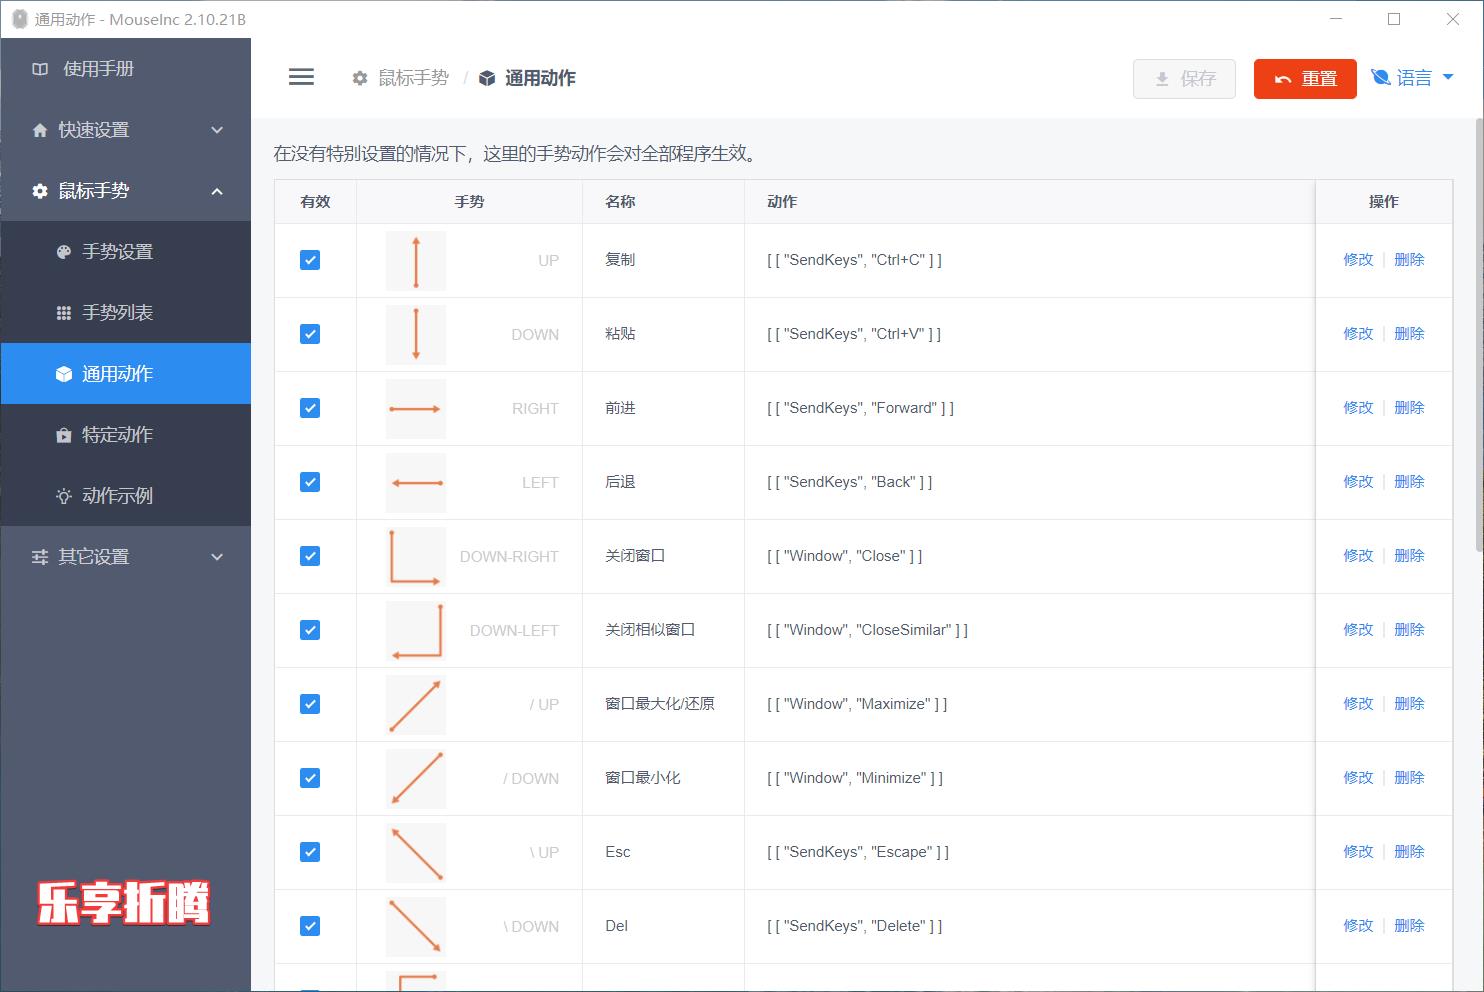 通用动作 - MouseInc 2.10.21B
使用手册
快速设置
鼠标手势
手势设置
手势列表
通用动作
特定动作
动作示例
其它设置
乐享折腾
鼠标手势 / 通用动作
保存
重置
语言
在没有特别设置的情况下，这里的手势动作会对全部程序生效。
有效 手势 名称 动作 操作
UP 复制 [ [ "SendKeys", "Ctrl+C" ] ] 修改 删除
DOWN 粘贴 [ [ "SendKeys", "Ctrl+V" ] ] 修改 删除
RIGHT 前进 [ [ "SendKeys", "Forward" ] ] 修改 删除
LEFT 后退 [ [ "SendKeys", "Back" ] ] 修改 删除
DOWN-RIGHT 关闭窗口 [ [ "Window", "Close" ] ] 修改 删除
DOWN-LEFT 关闭相似窗口 [ [ "Window", "CloseSimilar" ] ] 修改 删除
/ UP 窗口最大化/还原 [ [ "Window", "Maximize" ] ] 修改 删除
/ DOWN 窗口最小化 [ [ "Window", "Minimize" ] ] 修改 删除
\ UP Esc [ [ "SendKeys", "Escape" ] ] 修改 删除
\ DOWN Del [ [ "SendKeys", "Delete" ] ] 修改 删除